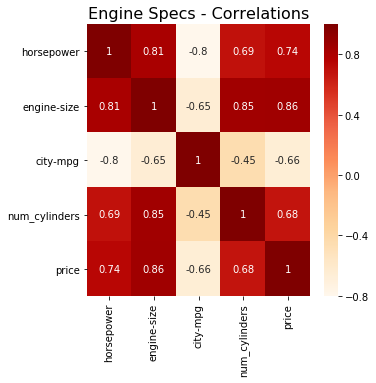 Engine Specs - Correlations
horsepower 1 0.81 -0.8 0.69 0.74
engine-size 0.81 1 -0.65 0.85 0.86
city-mpg -0.8 -0.65 1 -0.45 -0.66
num_cylinders 0.69 0.85 -0.45 1 0.68
price 0.74 0.86 -0.66 0.68 1
horsepower
engine-size
city-mpg
num_cylinders
price
0.8
0.4
0.0
-0.4
-0.8